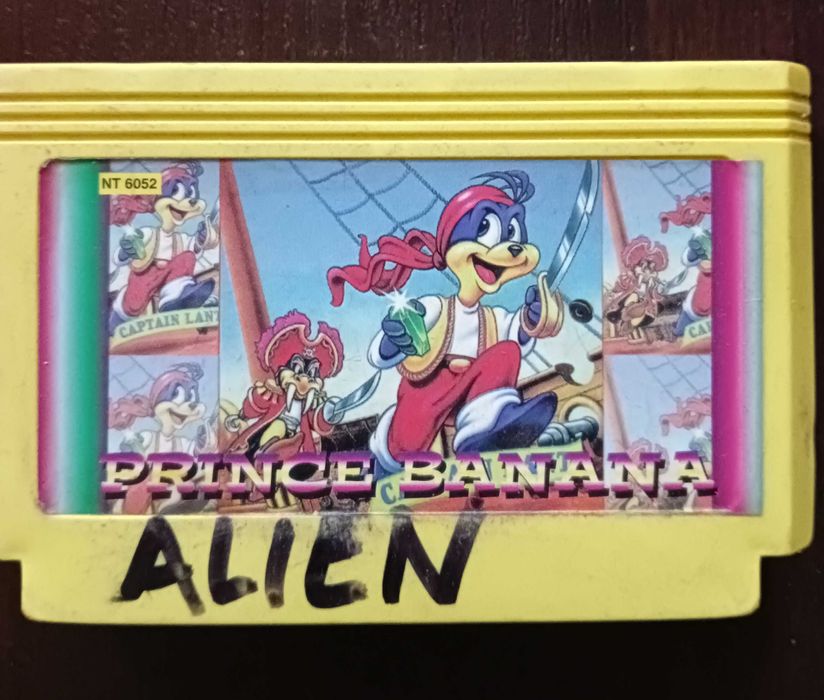 NT 6052
CAPTAIN LAN
PRINCE BANANA
ALIEN